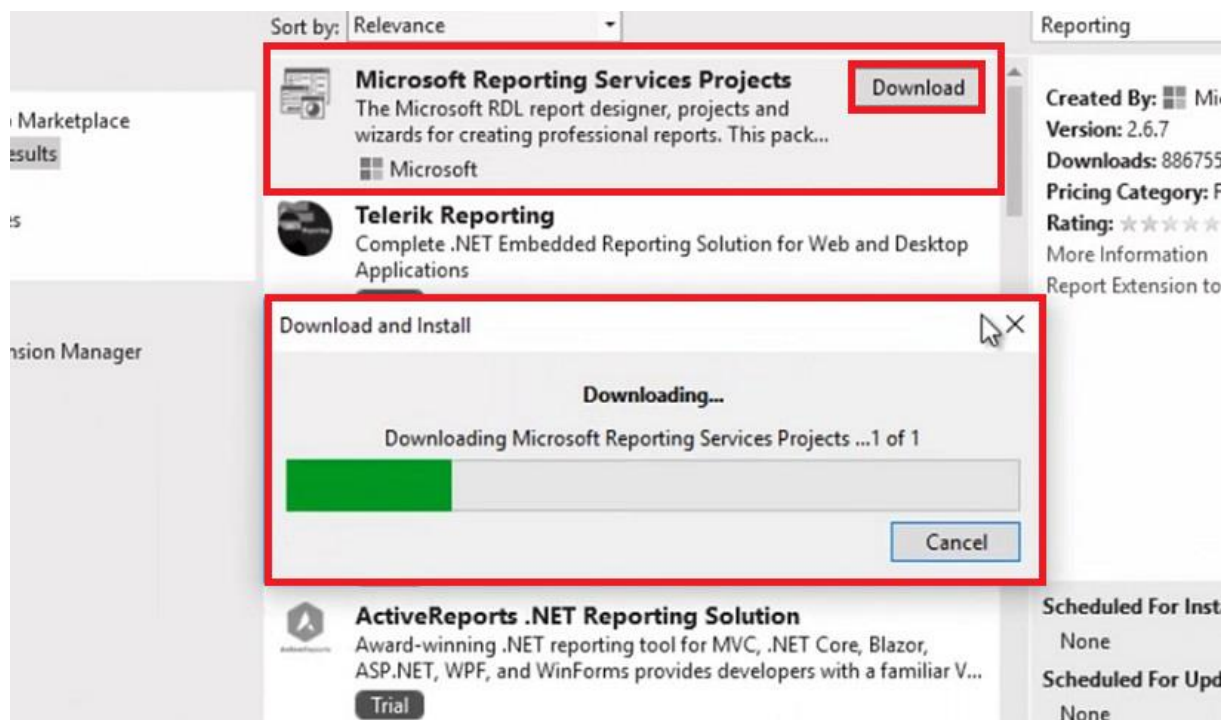 Sort by: Relevance
Reporting
Marketplace
Microsoft Reporting Services Projects
Download
The Microsoft RDL report designer, projects and
wizards for creating professional reports. This pack...
Microsoft
Telerik Reporting
Complete .NET Embedded Reporting Solution for Web and Desktop
Applications
Created By:
Version: 2.6.7
Downloads: 886755
Pricing Category:
Rating:
More Information
Report Extension to
Download and Install
Downloading...
Downloading Microsoft Reporting Services Projects ...1 of 1
Cancel
Manager
ActiveReports .NET Reporting Solution
Award-winning .NET reporting tool for MVC, .NET Core, Blazor,
ASP.NET, WPF, and WinForms provides developers with a familiar V...
Trial
Scheduled For
None
Scheduled For
None